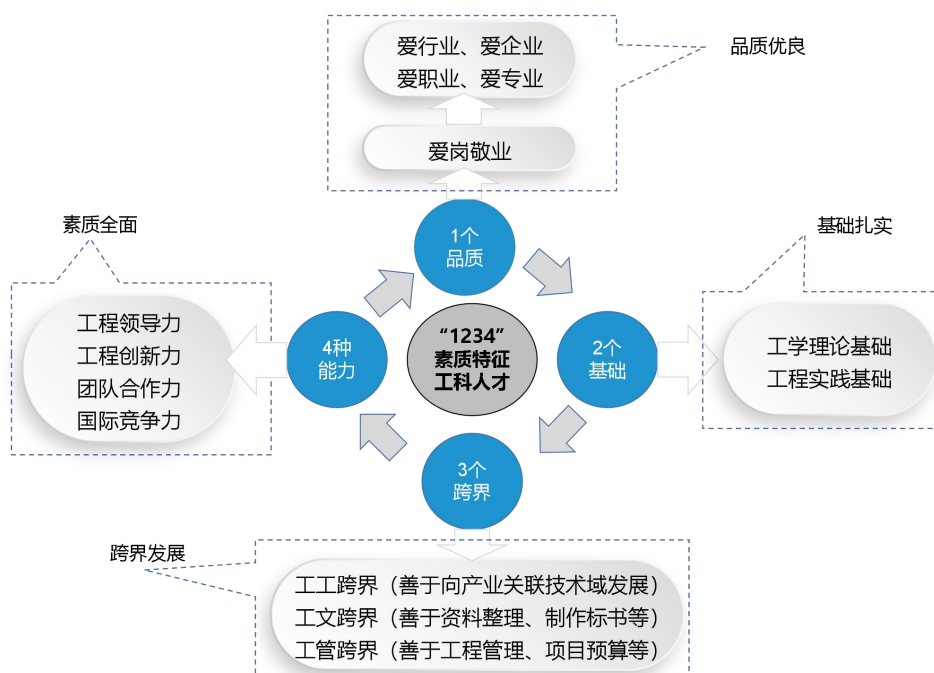 爱行业、爱企业
爱职业、爱专业
品质优良
爱岗敬业
1个
品质
素质全面
基础扎实
工程领导力
工程创新力
团队合作力
国际竞争力
4种
能力
“1234”
素质特征
工科人才
2个
基础
工学理论基础
工程实践基础
3个
跨界
跨界发展
工工跨界（善于向产业关联技术域发展）
工文跨界（善于资料整理、制作标书等）
工管跨界（善于工程管理、项目预算等）